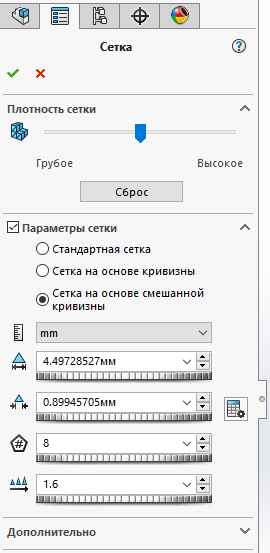 Сетка
Плотность сетки
Грубое Высокое
Сброс
Параметры сетки
Стандартная сетка
Сетка на основе кривизны
Сетка на основе смешанной
кривизны
mm
4.49728527мм
0.89945705мм
8
1.6
Дополнительно